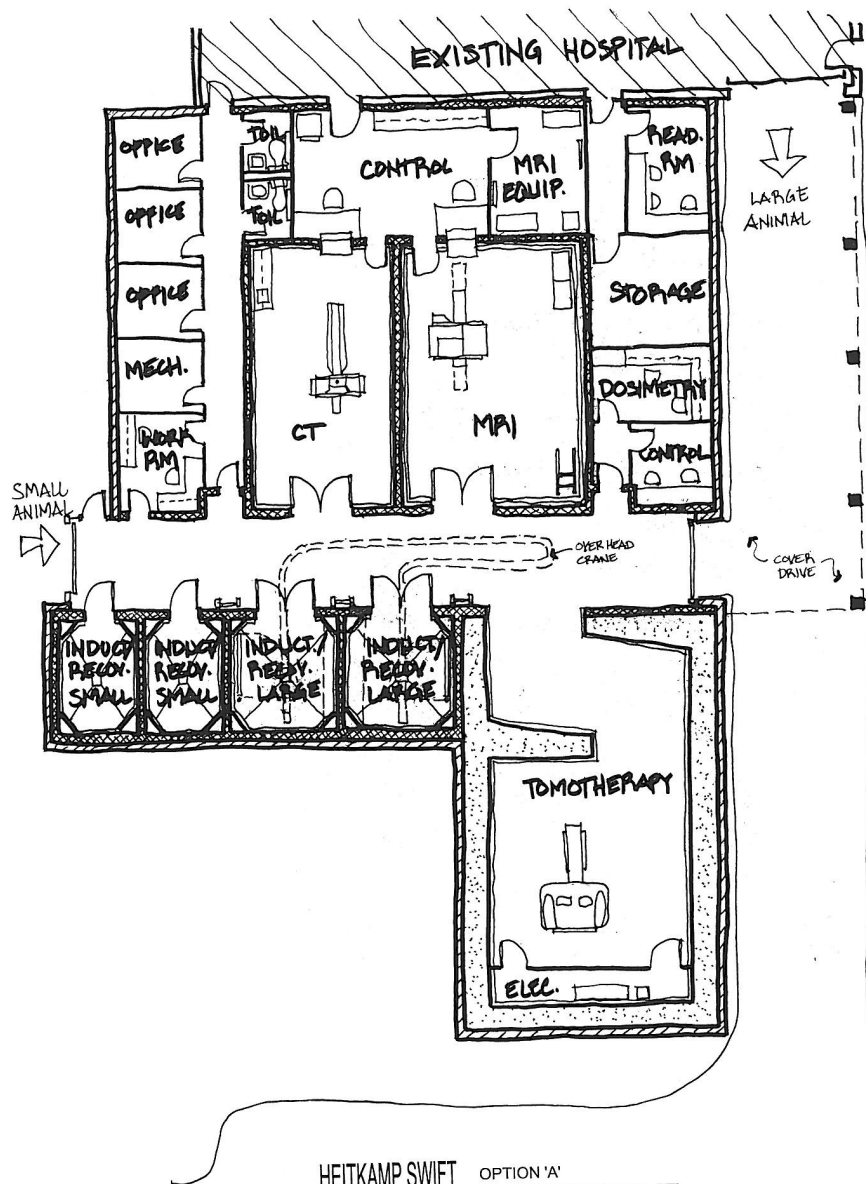 EXISTING HOSPITAL
OFFICE
TOIL
CONTROL
MRI
EQUIP.
READ.
RM
LARGE
ANIMAL
OFFICE
TOIL
OFFICE
STORAGE
MECH.
DOSIMETRY
WORK
RM
CT
MRI
CONTROL
SMALL
ANIMAL
OVERHEAD
CRANE
COVER
DRIVE
INDUCT/
RECOV.
SMALL
INDUCT/
RECOV.
SMALL
INDUCT/
RECOV.
LARGE
INDUCT/
RECOV.
LARGE
TOMOTHERAPY
ELEC.
HEITKAMP SWIFT OPTION 'A'